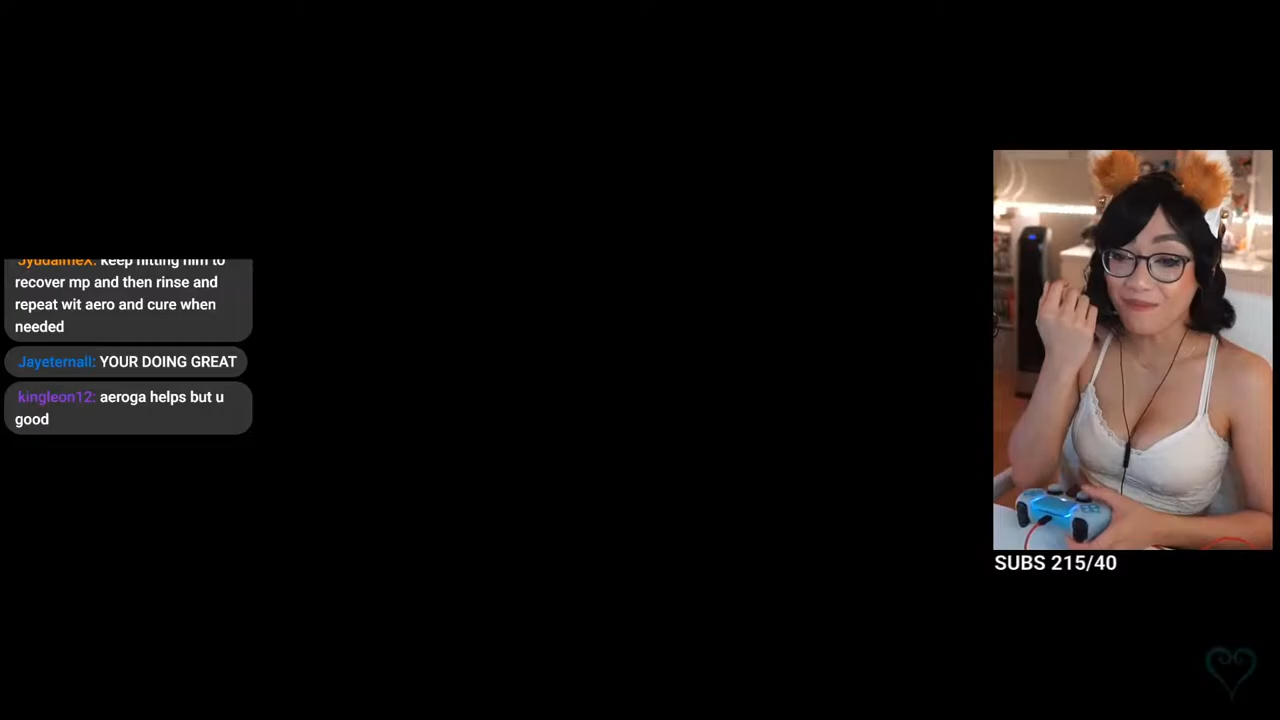 JyudaimeX: keep hitting him to
recover mp and then rinse and
repeat wit aero and cure when
needed
Jayeternall: YOUR DOING GREAT
kingleon12: aeroga helps but u
good
SUBS 215/40